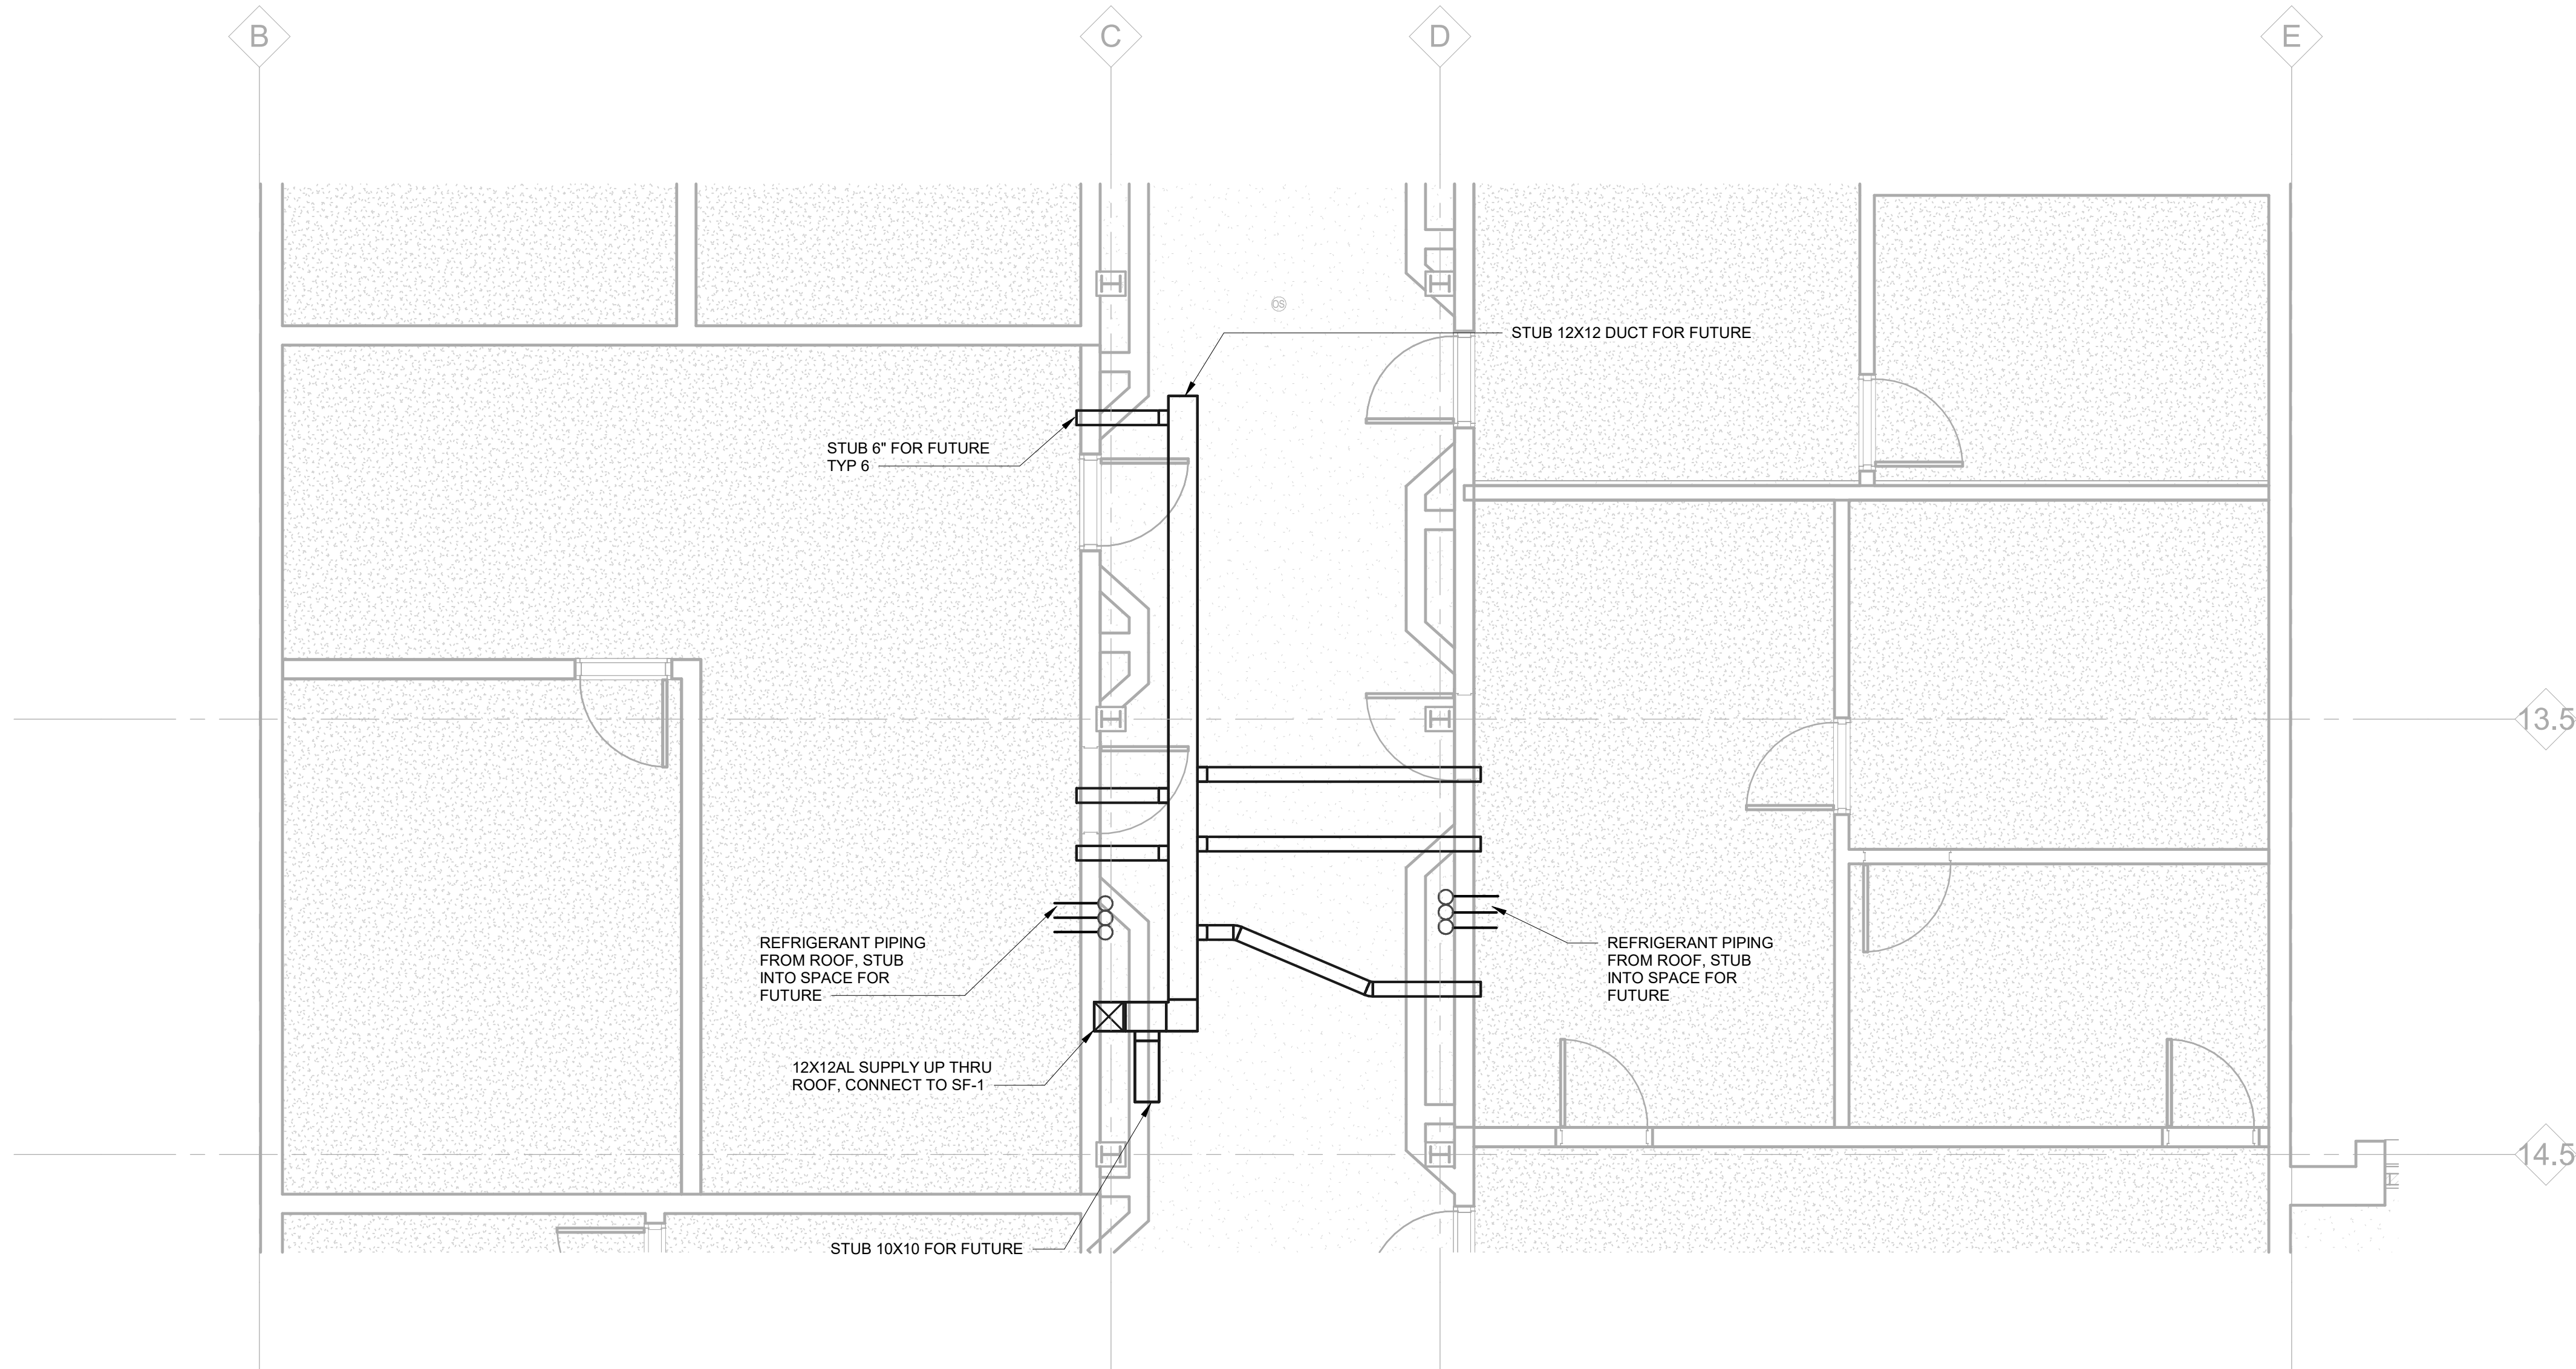 B
C
D
E
DS
STUB 12X12 DUCT FOR FUTURE
STUB 6" FOR FUTURE
TYP 6
13.5
REFRIGERANT PIPING
FROM ROOF, STUB
INTO SPACE FOR
FUTURE
REFRIGERANT PIPING
FROM ROOF, STUB
INTO SPACE FOR
FUTURE
12X12AL SUPPLY UP THRU
ROOF, CONNECT TO SF-1
14.5
STUB 10X10 FOR FUTURE